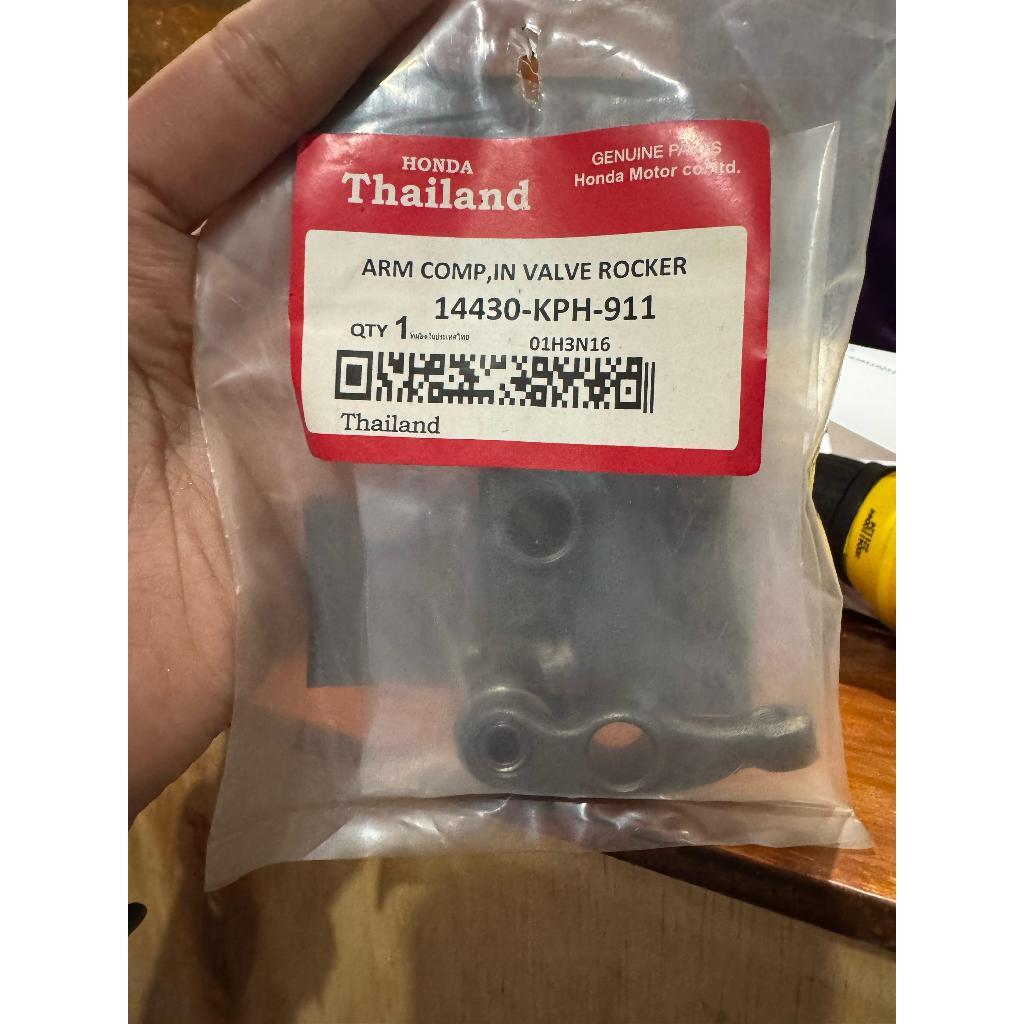 HONDA
Thailand
GENUINE PARTS
Honda Motor co.,ltd.
ARM COMP,IN VALVE ROCKER
14430-KPH-911
QTY 1
01H3N16
Thailand